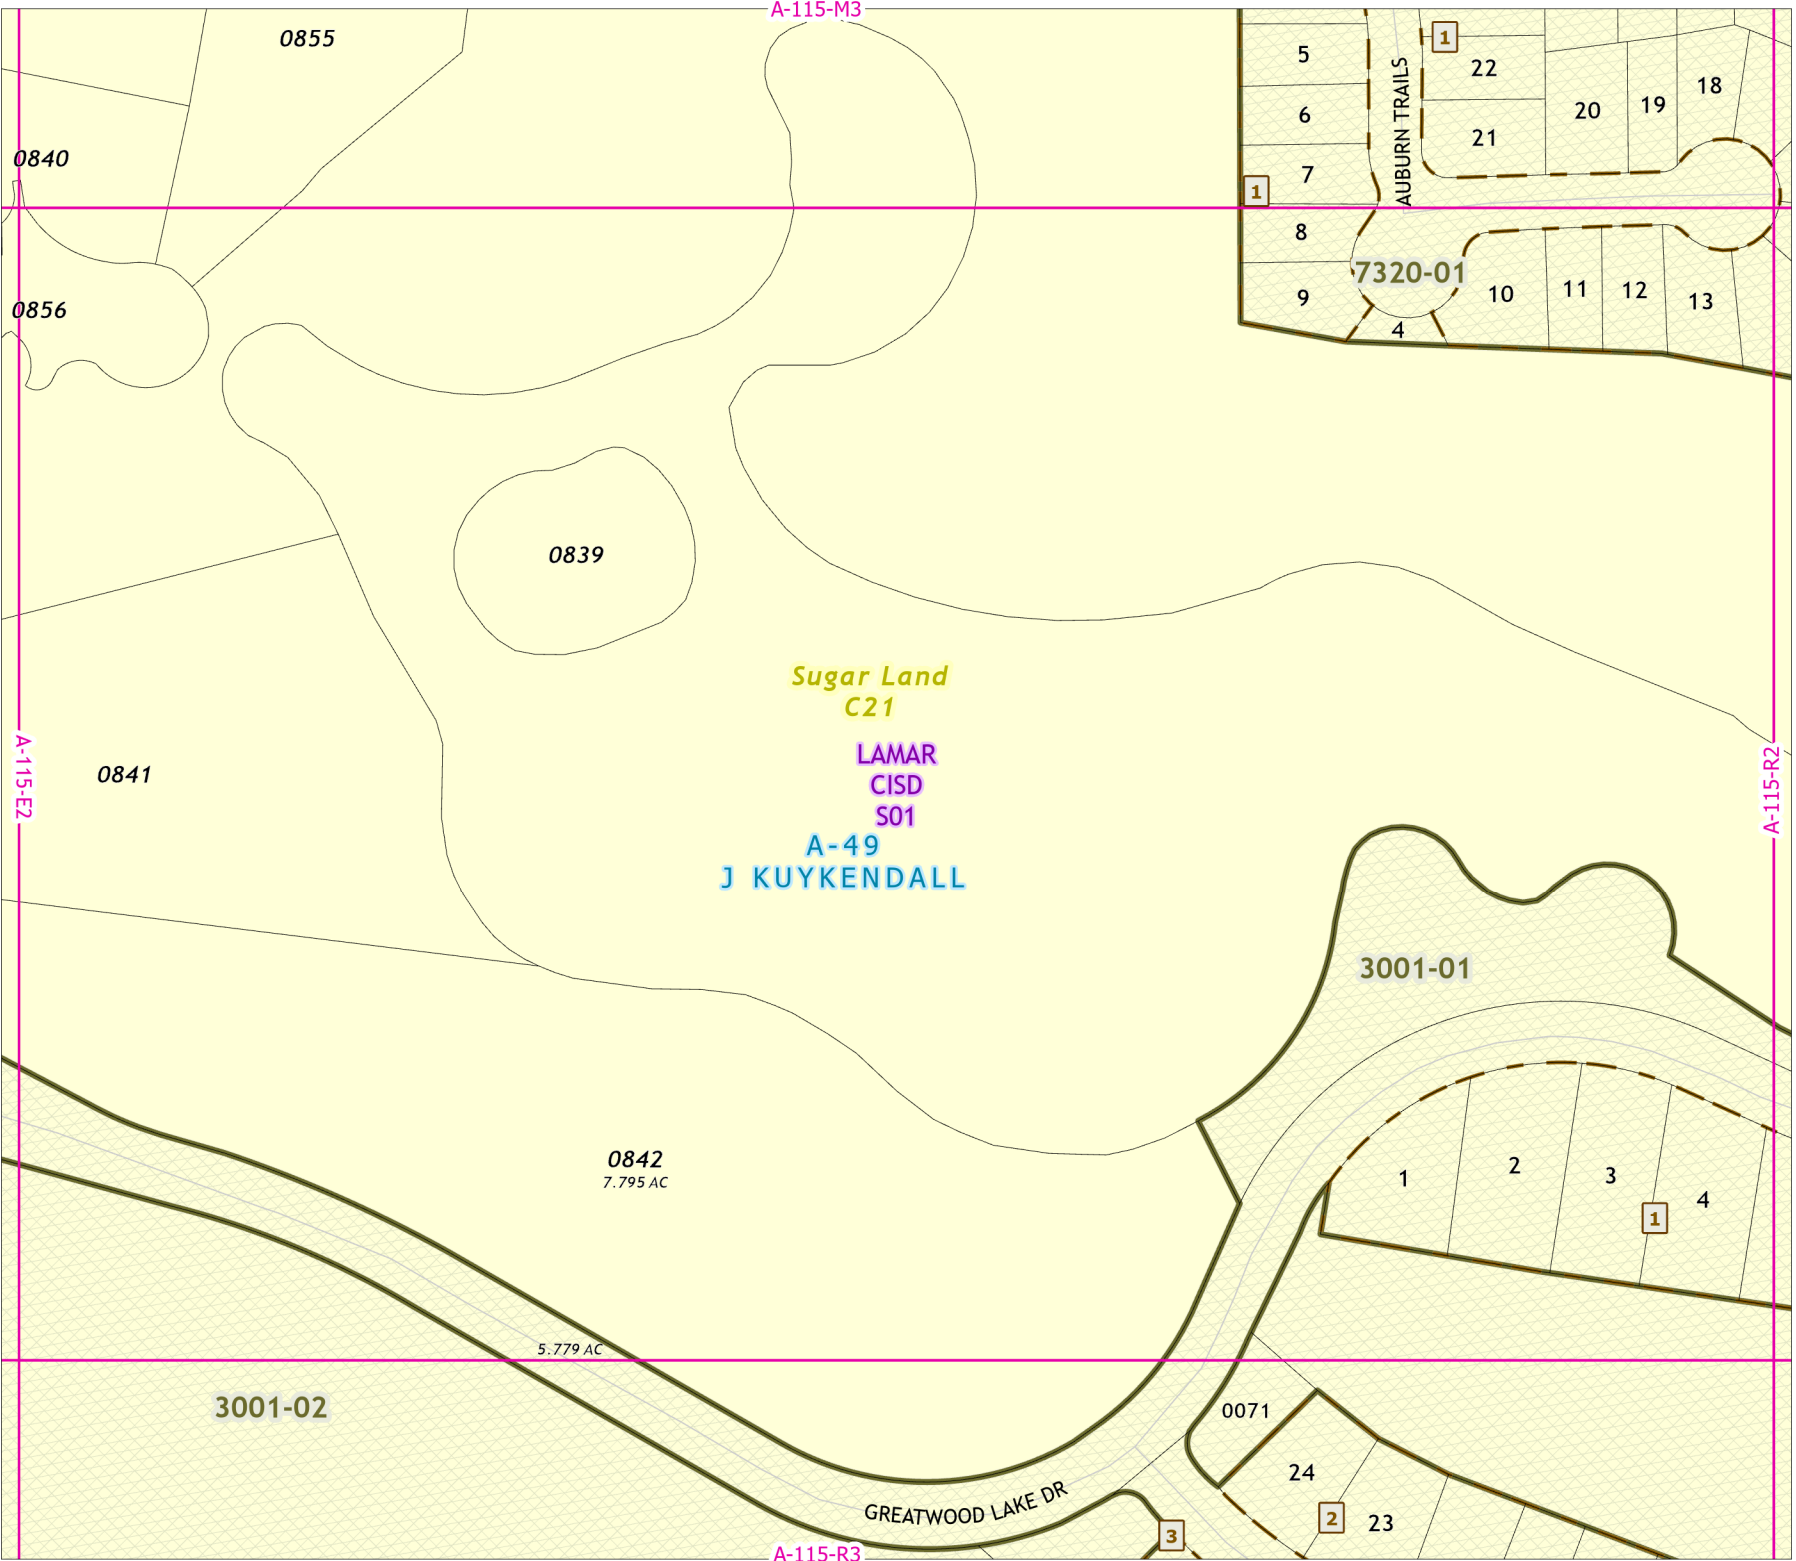 A-115-M3
0855
5
1
22
18
20
19
6
21
AUBURN TRAILS
0840
7
1
8
7320-01
9
10
11
12
13
4
0856
0839
Sugar Land
C21
LAMAR
CISD
S01
A-49
J KUYKENDALL
A-115-E2
A-115-R2
0841
3001-01
0842
7.795 AC
1
2
3
4
1
5.779 AC
3001-02
0071
24
2
23
GREATWOOD LAKE DR
3
A-115-R3